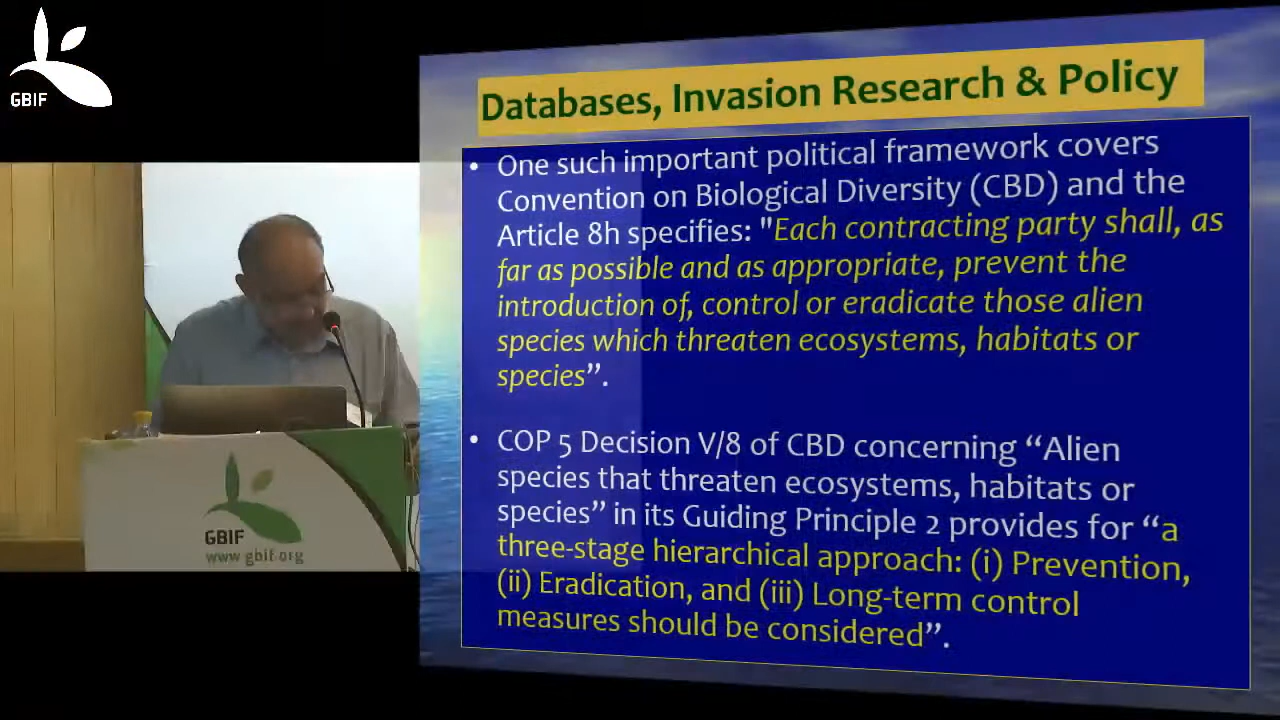 GBIF
Databases, Invasion Research & Policy
• One such important political framework covers
Convention on Biological Diversity (CBD) and the
Article 8h specifies: "Each contracting party shall, as
far as possible and as appropriate, prevent the
introduction of, control or eradicate those alien
species which threaten ecosystems, habitats or
species”.
• COP 5 Decision V/8 of CBD concerning “Alien
species that threaten ecosystems, habitats or
species” in its Guiding Principle 2 provides for “a
three-stage hierarchical approach: (i) Prevention,
(ii) Eradication, and (iii) Long-term control
measures should be considered”.
GBIF
www.gbif.org